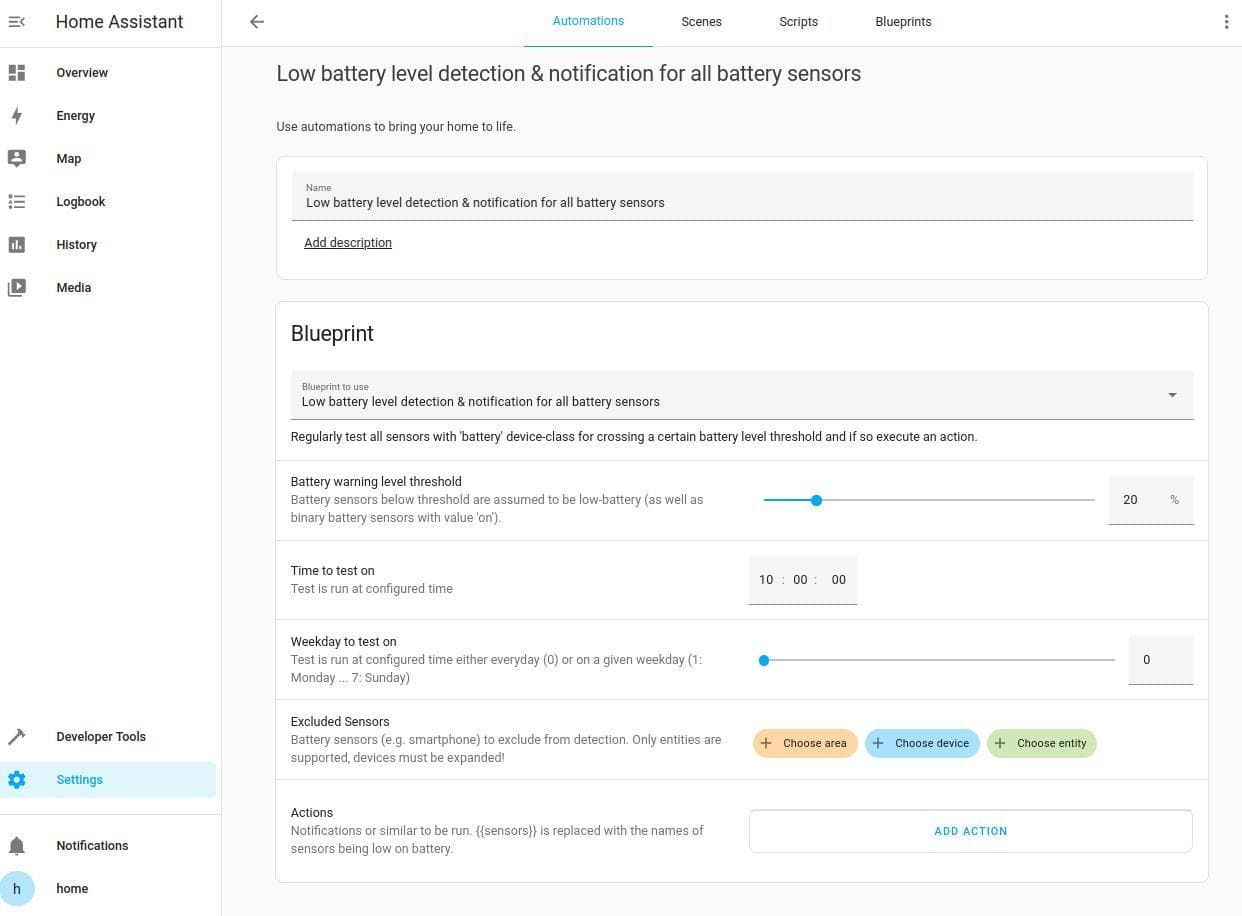 Home Assistant
Automations
Scenes
Scripts
Blueprints
Overview
Energy
Map
Logbook
History
Media
Developer Tools
Settings
Notifications
h
home
Low battery level detection & notification for all battery sensors
Use automations to bring your home to life.
Name
Low battery level detection & notification for all battery sensors
Add description
Blueprint
Blueprint to use
Low battery level detection & notification for all battery sensors
Regularly test all sensors with 'battery' device-class for crossing a certain battery level threshold and if so execute an action.
Battery warning level threshold
Battery sensors below threshold are assumed to be low-battery (as well as
binary battery sensors with value 'on').
20 %
Time to test on
Test is run at configured time
10 : 00 : 00
Weekday to test on
Test is run at configured time either everyday (0) or on a given weekday (1:
Monday ... 7: Sunday)
0
Excluded Sensors
Battery sensors (e.g. smartphone) to exclude from detection. Only entities are
supported, devices must be expanded!
Choose area
Choose device
Choose entity
Actions
Notifications or similar to be run. {{sensors}} is replaced with the names of
sensors being low on battery.
ADD ACTION